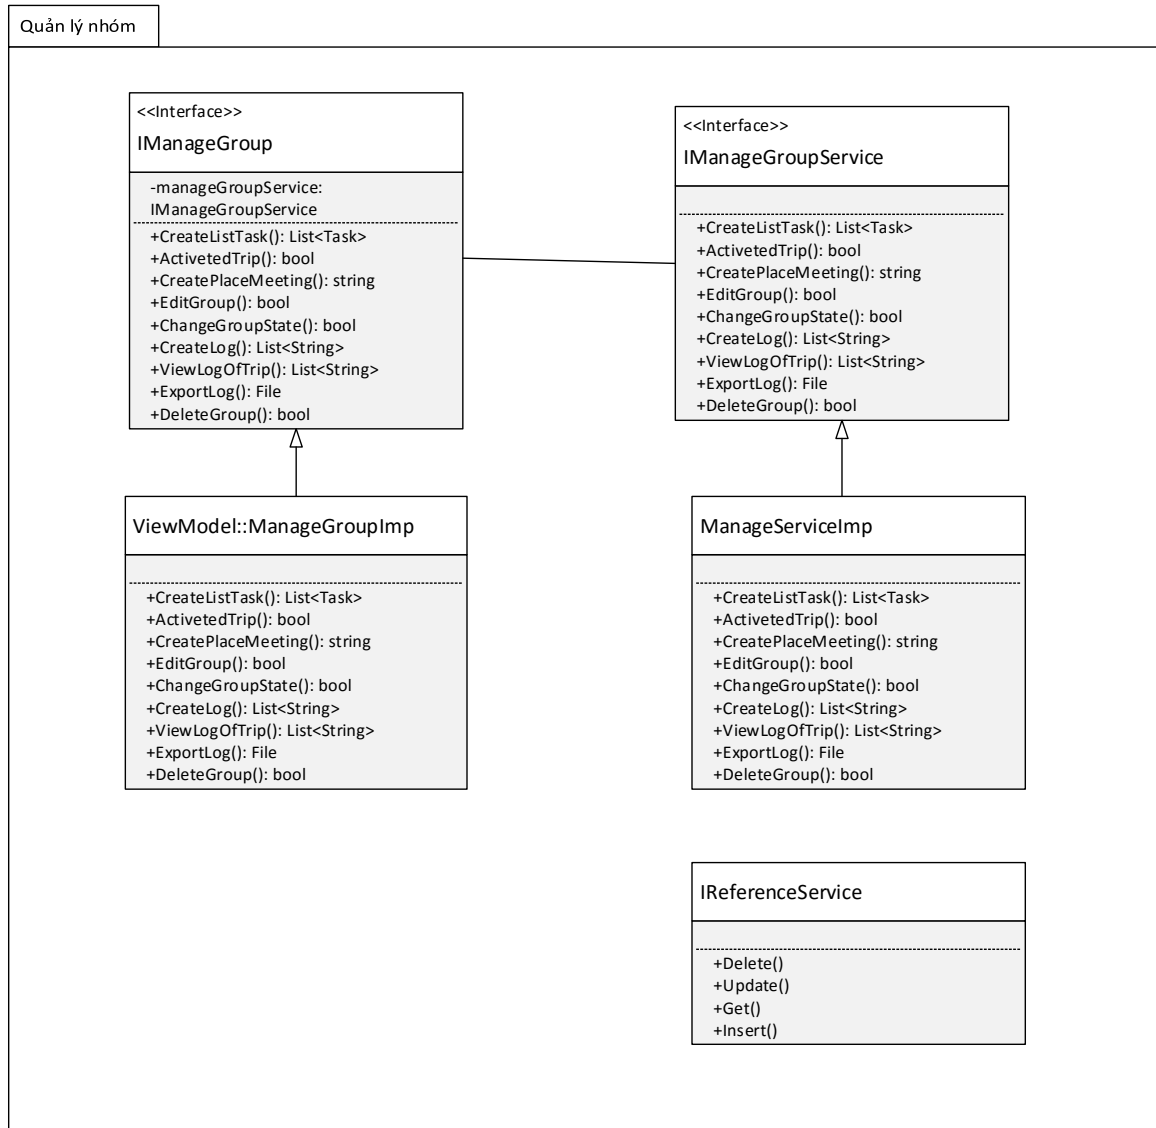 Quản lý nhóm
<<Interface>>
IManageGroup
-manageGroupService:
IManageGroupService
+CreateListTask(): List<Task>
+ActivetedTrip(): bool
+CreatePlaceMeeting(): string
+EditGroup(): bool
+ChangeGroupState(): bool
+CreateLog(): List<String>
+ViewLogOfTrip(): List<String>
+ExportLog(): File
+DeleteGroup(): bool
<<Interface>>
IManageGroupService
+CreateListTask(): List<Task>
+ActivetedTrip(): bool
+CreatePlaceMeeting(): string
+EditGroup(): bool
+ChangeGroupState(): bool
+CreateLog(): List<String>
+ViewLogOfTrip(): List<String>
+ExportLog(): File
+DeleteGroup(): bool
ViewModel::ManageGroupImp
+CreateListTask(): List<Task>
+ActivetedTrip(): bool
+CreatePlaceMeeting(): string
+EditGroup(): bool
+ChangeGroupState(): bool
+CreateLog(): List<String>
+ViewLogOfTrip(): List<String>
+ExportLog(): File
+DeleteGroup(): bool
ManageServiceImp
+CreateListTask(): List<Task>
+ActivetedTrip(): bool
+CreatePlaceMeeting(): string
+EditGroup(): bool
+ChangeGroupState(): bool
+CreateLog(): List<String>
+ViewLogOfTrip(): List<String>
+ExportLog(): File
+DeleteGroup(): bool
IReferenceService
+Delete()
+Update()
+Get()
+Insert()